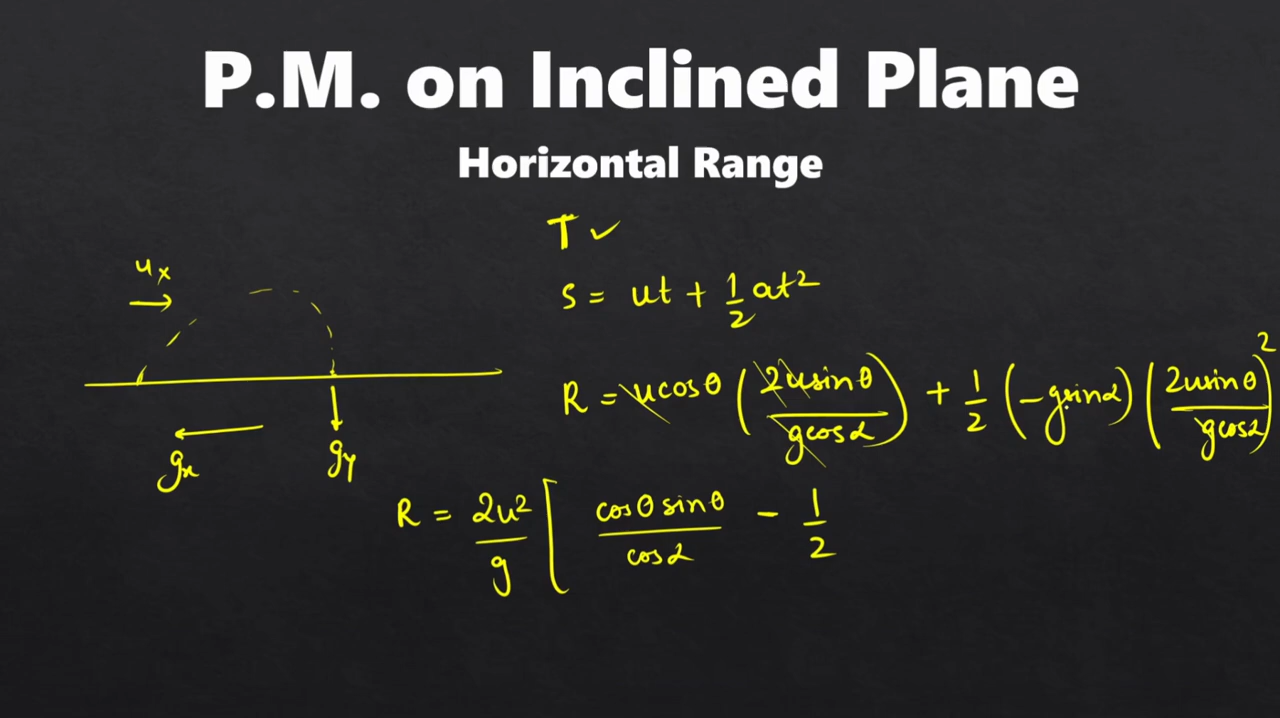 P.M. on Inclined Plane
Horizontal Range
T ✓
uₓ
S = ut + 1/2 at²
R = ucosθ (2usinθ / gcosα) + 1/2 (-gsinα) (2usinθ / gcosα)²
gₓ
gᵧ
R = 2u²/g [ cosθ sinθ / cosα - 1/2